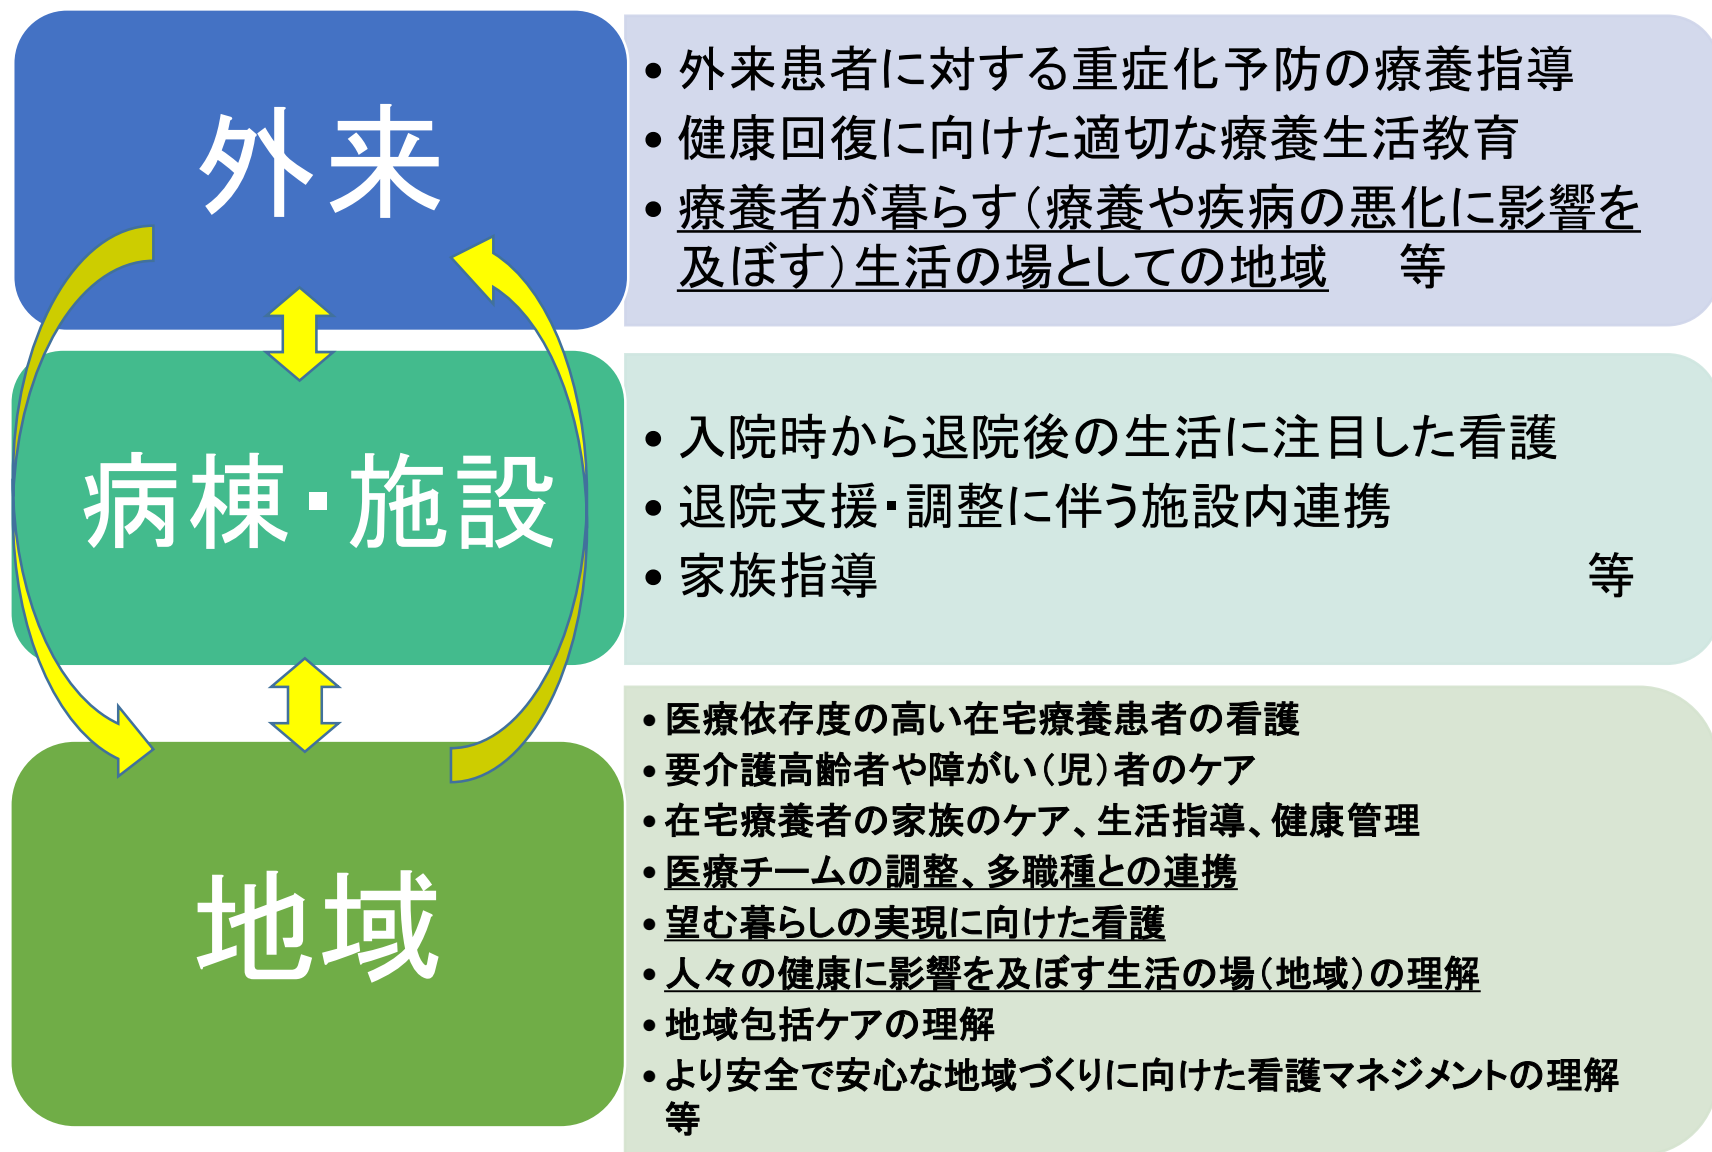 外来
• 外来患者に対する重症化予防の療養指導
• 健康回復に向けた適切な療養生活教育
• 療養者が暮らす（療養や疾病の悪化に影響を
及ぼす）生活の場としての地域　等
病棟・施設
• 入院時から退院後の生活に注目した看護
• 退院支援・調整に伴う施設内連携
• 家族指導　等
地域
• 医療依存度の高い在宅療養患者の看護
• 要介護高齢者や障がい（児）者のケア
• 在宅療養者の家族のケア、生活指導、健康管理
• 医療チームの調整、多職種との連携
• 望む暮らしの実現に向けた看護
• 人々の健康に影響を及ぼす生活の場（地域）の理解
• 地域包括ケアの理解
• より安全で安心な地域づくりに向けた看護マネジメントの理解
等